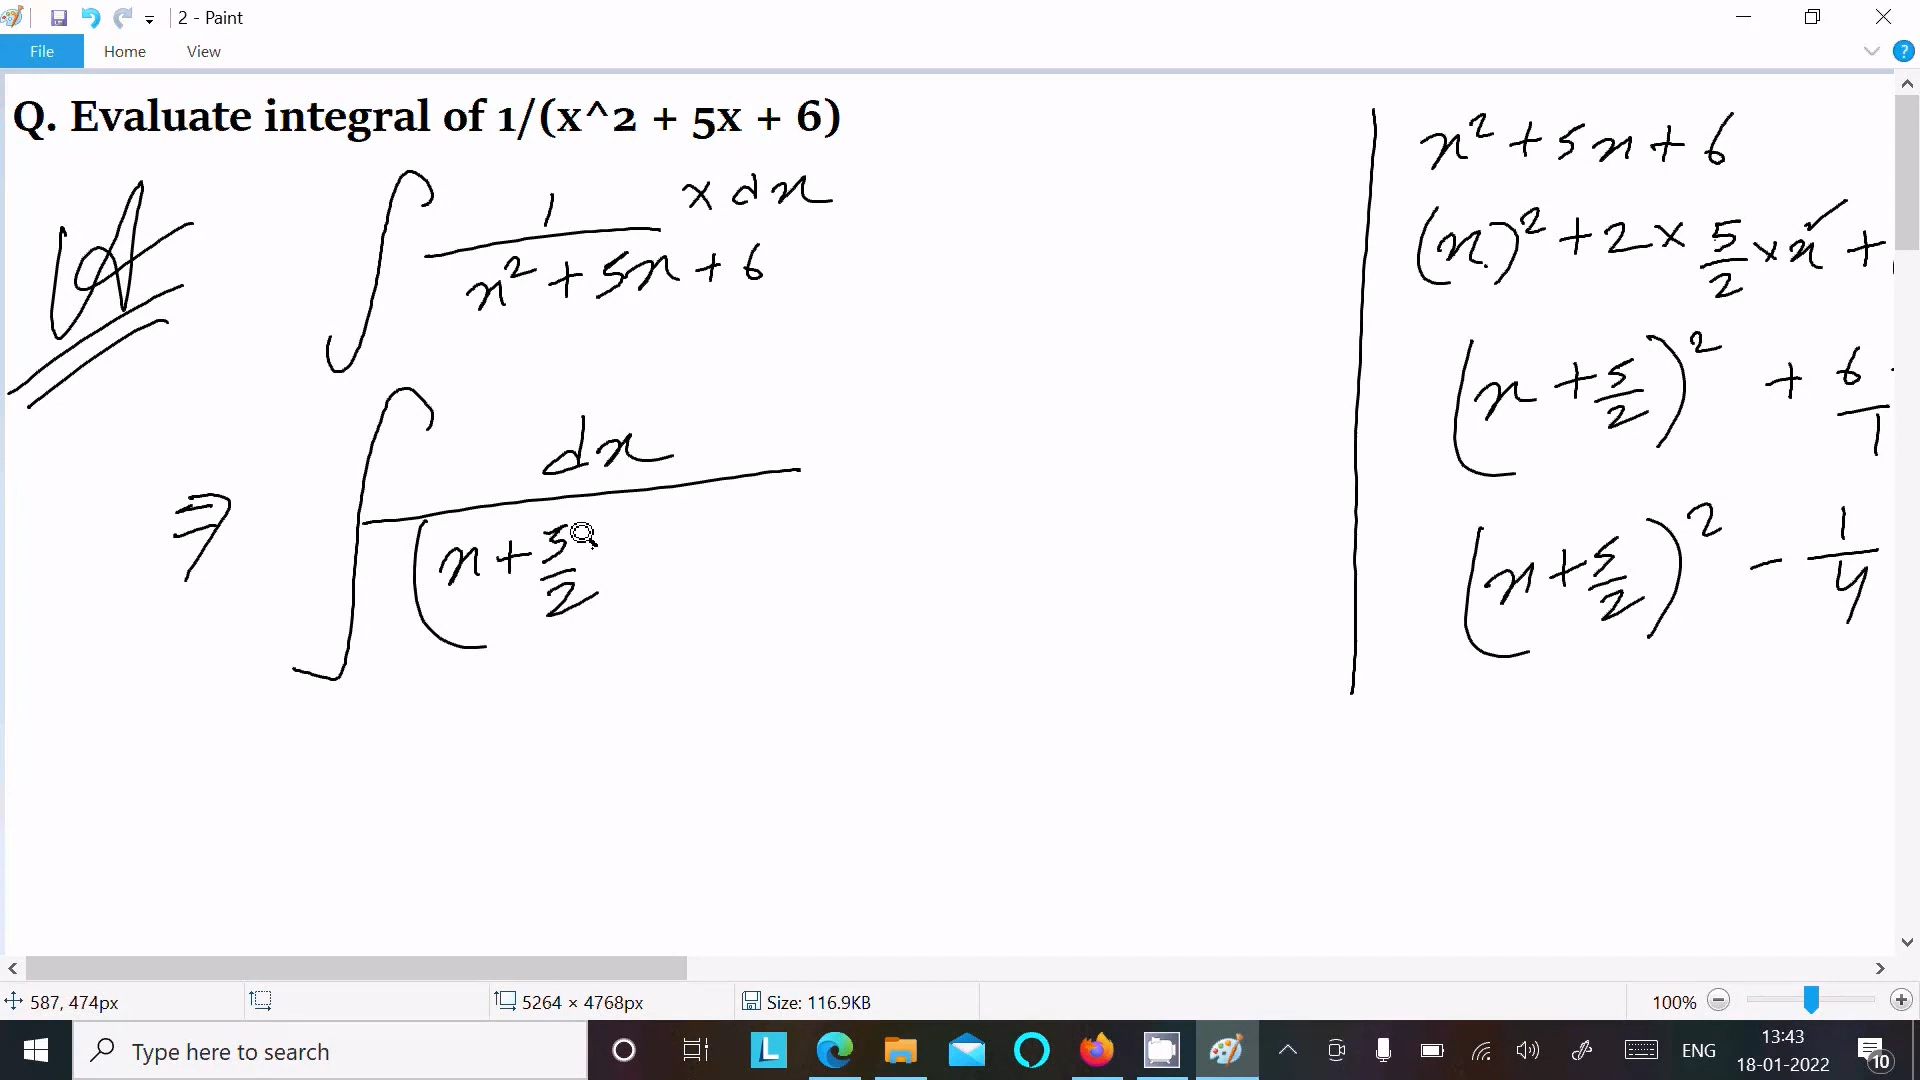 2 - Paint
File Home View
Q. Evaluate integral of 1/(x^2 + 5x + 6)
∫ 1/(x² + 5x + 6) × dx
⇒ ∫ dx
(x + 5/2
x² + 5x + 6
(x)² + 2 × 5/2 × x +
(x + 5/2)² + 6/1
(x + 5/2)² - 1/4
587, 474px 5264 × 4768px Size: 116.9KB 100%
Type here to search
L
ENG
13:43
18-01-2022
10